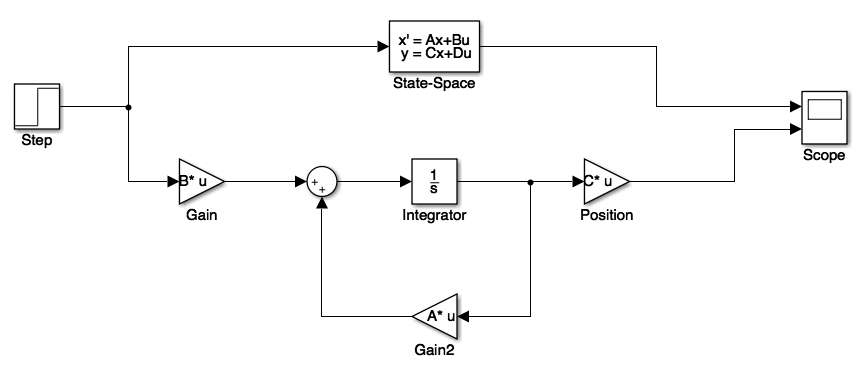 x' = Ax+Bu
y = Cx+Du
State-Space
Step
Scope
B* u
Gain
+
+
1
s
Integrator
C* u
Position
A* u
Gain2